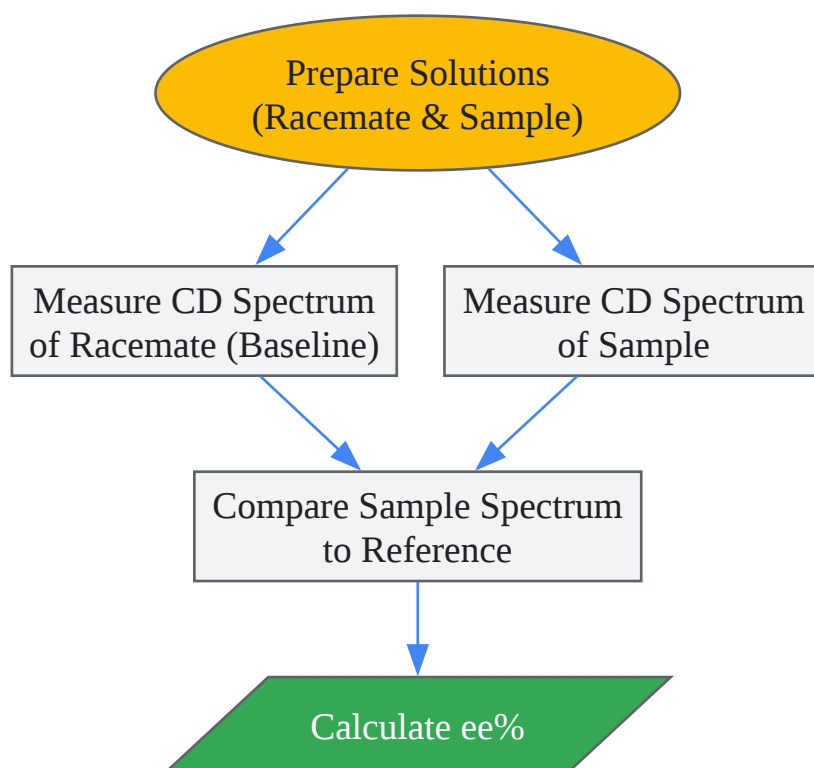 Prepare Solutions
(Racemate & Sample)
Measure CD Spectrum
of Racemate (Baseline)
Measure CD Spectrum
of Sample
Compare Sample Spectrum
to Reference
Calculate ee%